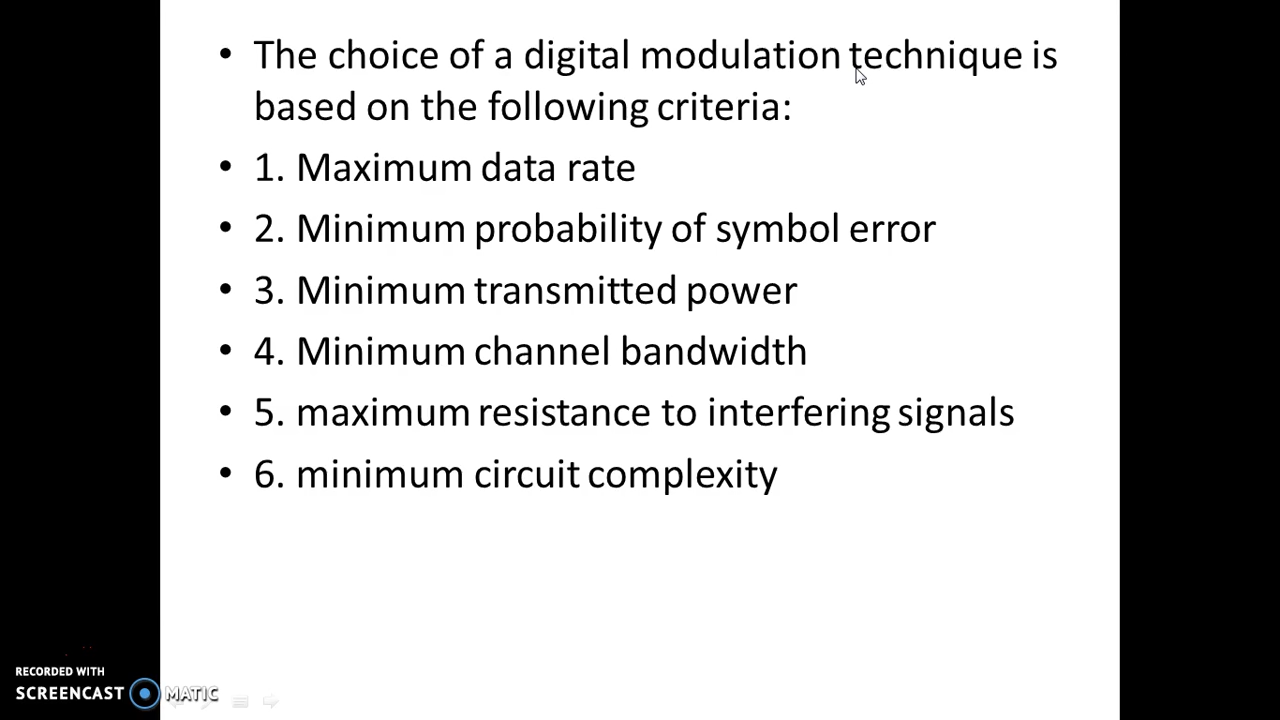 • The choice of a digital modulation technique is
based on the following criteria:
• 1. Maximum data rate
• 2. Minimum probability of symbol error
• 3. Minimum transmitted power
• 4. Minimum channel bandwidth
• 5. maximum resistance to interfering signals
• 6. minimum circuit complexity
RECORDED WITH
SCREENCAST MATIC